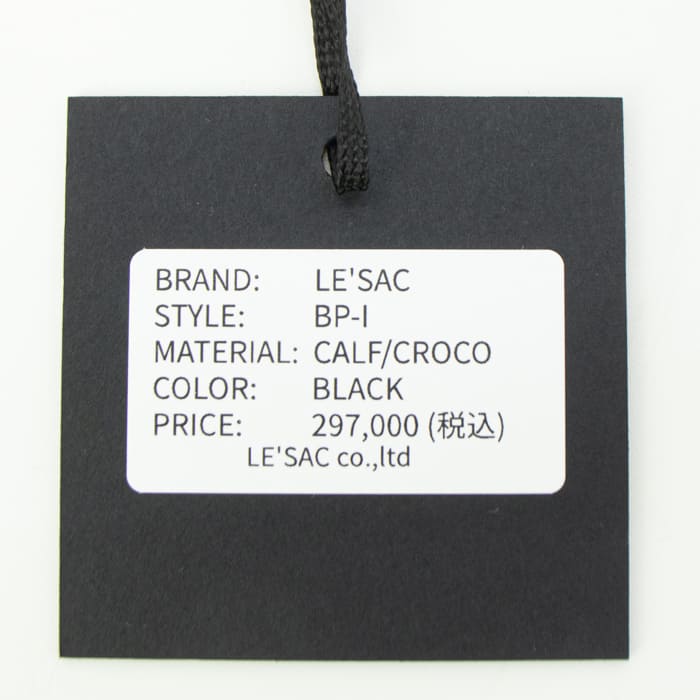 BRAND: LE'SAC
STYLE: BP-I
MATERIAL: CALF/CROCO
COLOR: BLACK
PRICE: 297,000 (税込)
LE'SAC co.,ltd